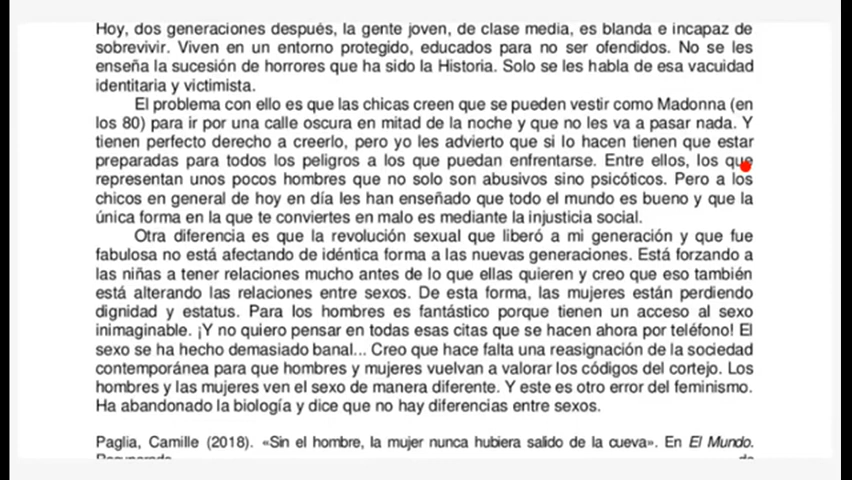 Hoy, dos generaciones después, la gente joven, de clase media, es blanda e incapaz de
sobrevivir. Viven en un entorno protegido, educados para no ser ofendidos. No se les
enseña la sucesión de horrores que ha sido la Historia. Solo se les habla de esa vacuidad
identitaria y victimista.
El problema con ello es que las chicas creen que se pueden vestir como Madonna (en
los 80) para ir por una calle oscura en mitad de la noche y que no les va a pasar nada. Y
tienen perfecto derecho a creerlo, pero yo les advierto que si lo hacen tienen que estar
preparadas para todos los peligros a los que puedan enfrentarse. Entre ellos, los que
representan unos pocos hombres que no solo son abusivos sino psicóticos. Pero a los
chicos en general de hoy en día les han enseñado que todo el mundo es bueno y que la
única forma en la que te conviertes en malo es mediante la injusticia social.
Otra diferencia es que la revolución sexual que liberó a mi generación y que fue
fabulosa no está afectando de idéntica forma a las nuevas generaciones. Está forzando a
las niñas a tener relaciones mucho antes de lo que ellas quieren y creo que eso también
está alterando las relaciones entre sexos. De esta forma, las mujeres están perdiendo
dignidad y estatus. Para los hombres es fantástico porque tienen un acceso al sexo
inimaginable. ¡Y no quiero pensar en todas esas citas que se hacen ahora por teléfono! El
sexo se ha hecho demasiado banal... Creo que hace falta una reasignación de la sociedad
contemporánea para que hombres y mujeres vuelvan a valorar los códigos del cortejo. Los
hombres y las mujeres ven el sexo de manera diferente. Y este es otro error del feminismo.
Ha abandonado la biología y dice que no hay diferencias entre sexos.
Paglia, Camille (2018). «Sin el hombre, la mujer nunca hubiera salido de la cueva». En El Mundo.
de